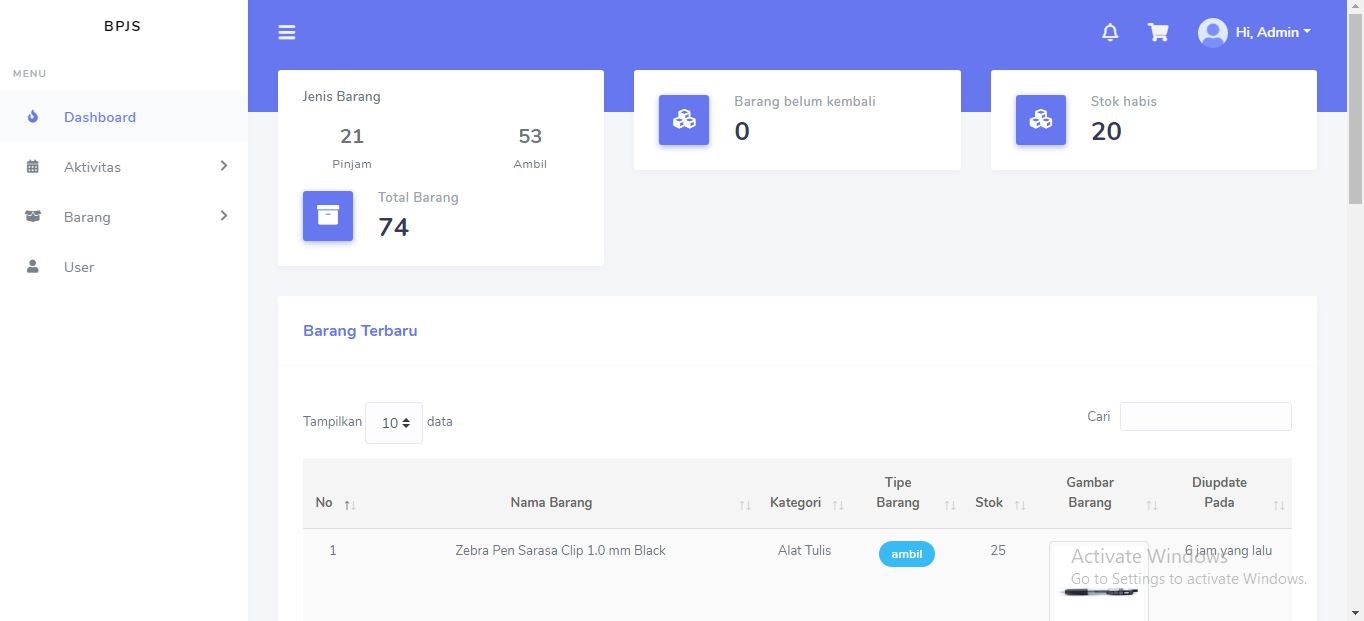 BPJS
MENU
Dashboard
Aktivitas
Barang
User
Hi, Admin
Jenis Barang
21
Pinjam
53
Ambil
Total Barang
74
Barang belum kembali
0
Stok habis
20
Barang Terbaru
Tampilkan 10 data
Cari
No
Nama Barang
Kategori
Tipe
Barang
Stok
Gambar
Barang
Diupdate
Pada
1
Zebra Pen Sarasa Clip 1.0 mm Black
Alat Tulis
ambil
25
6 jam yang lalu
Activate Windows
Go to Settings to activate Windows.